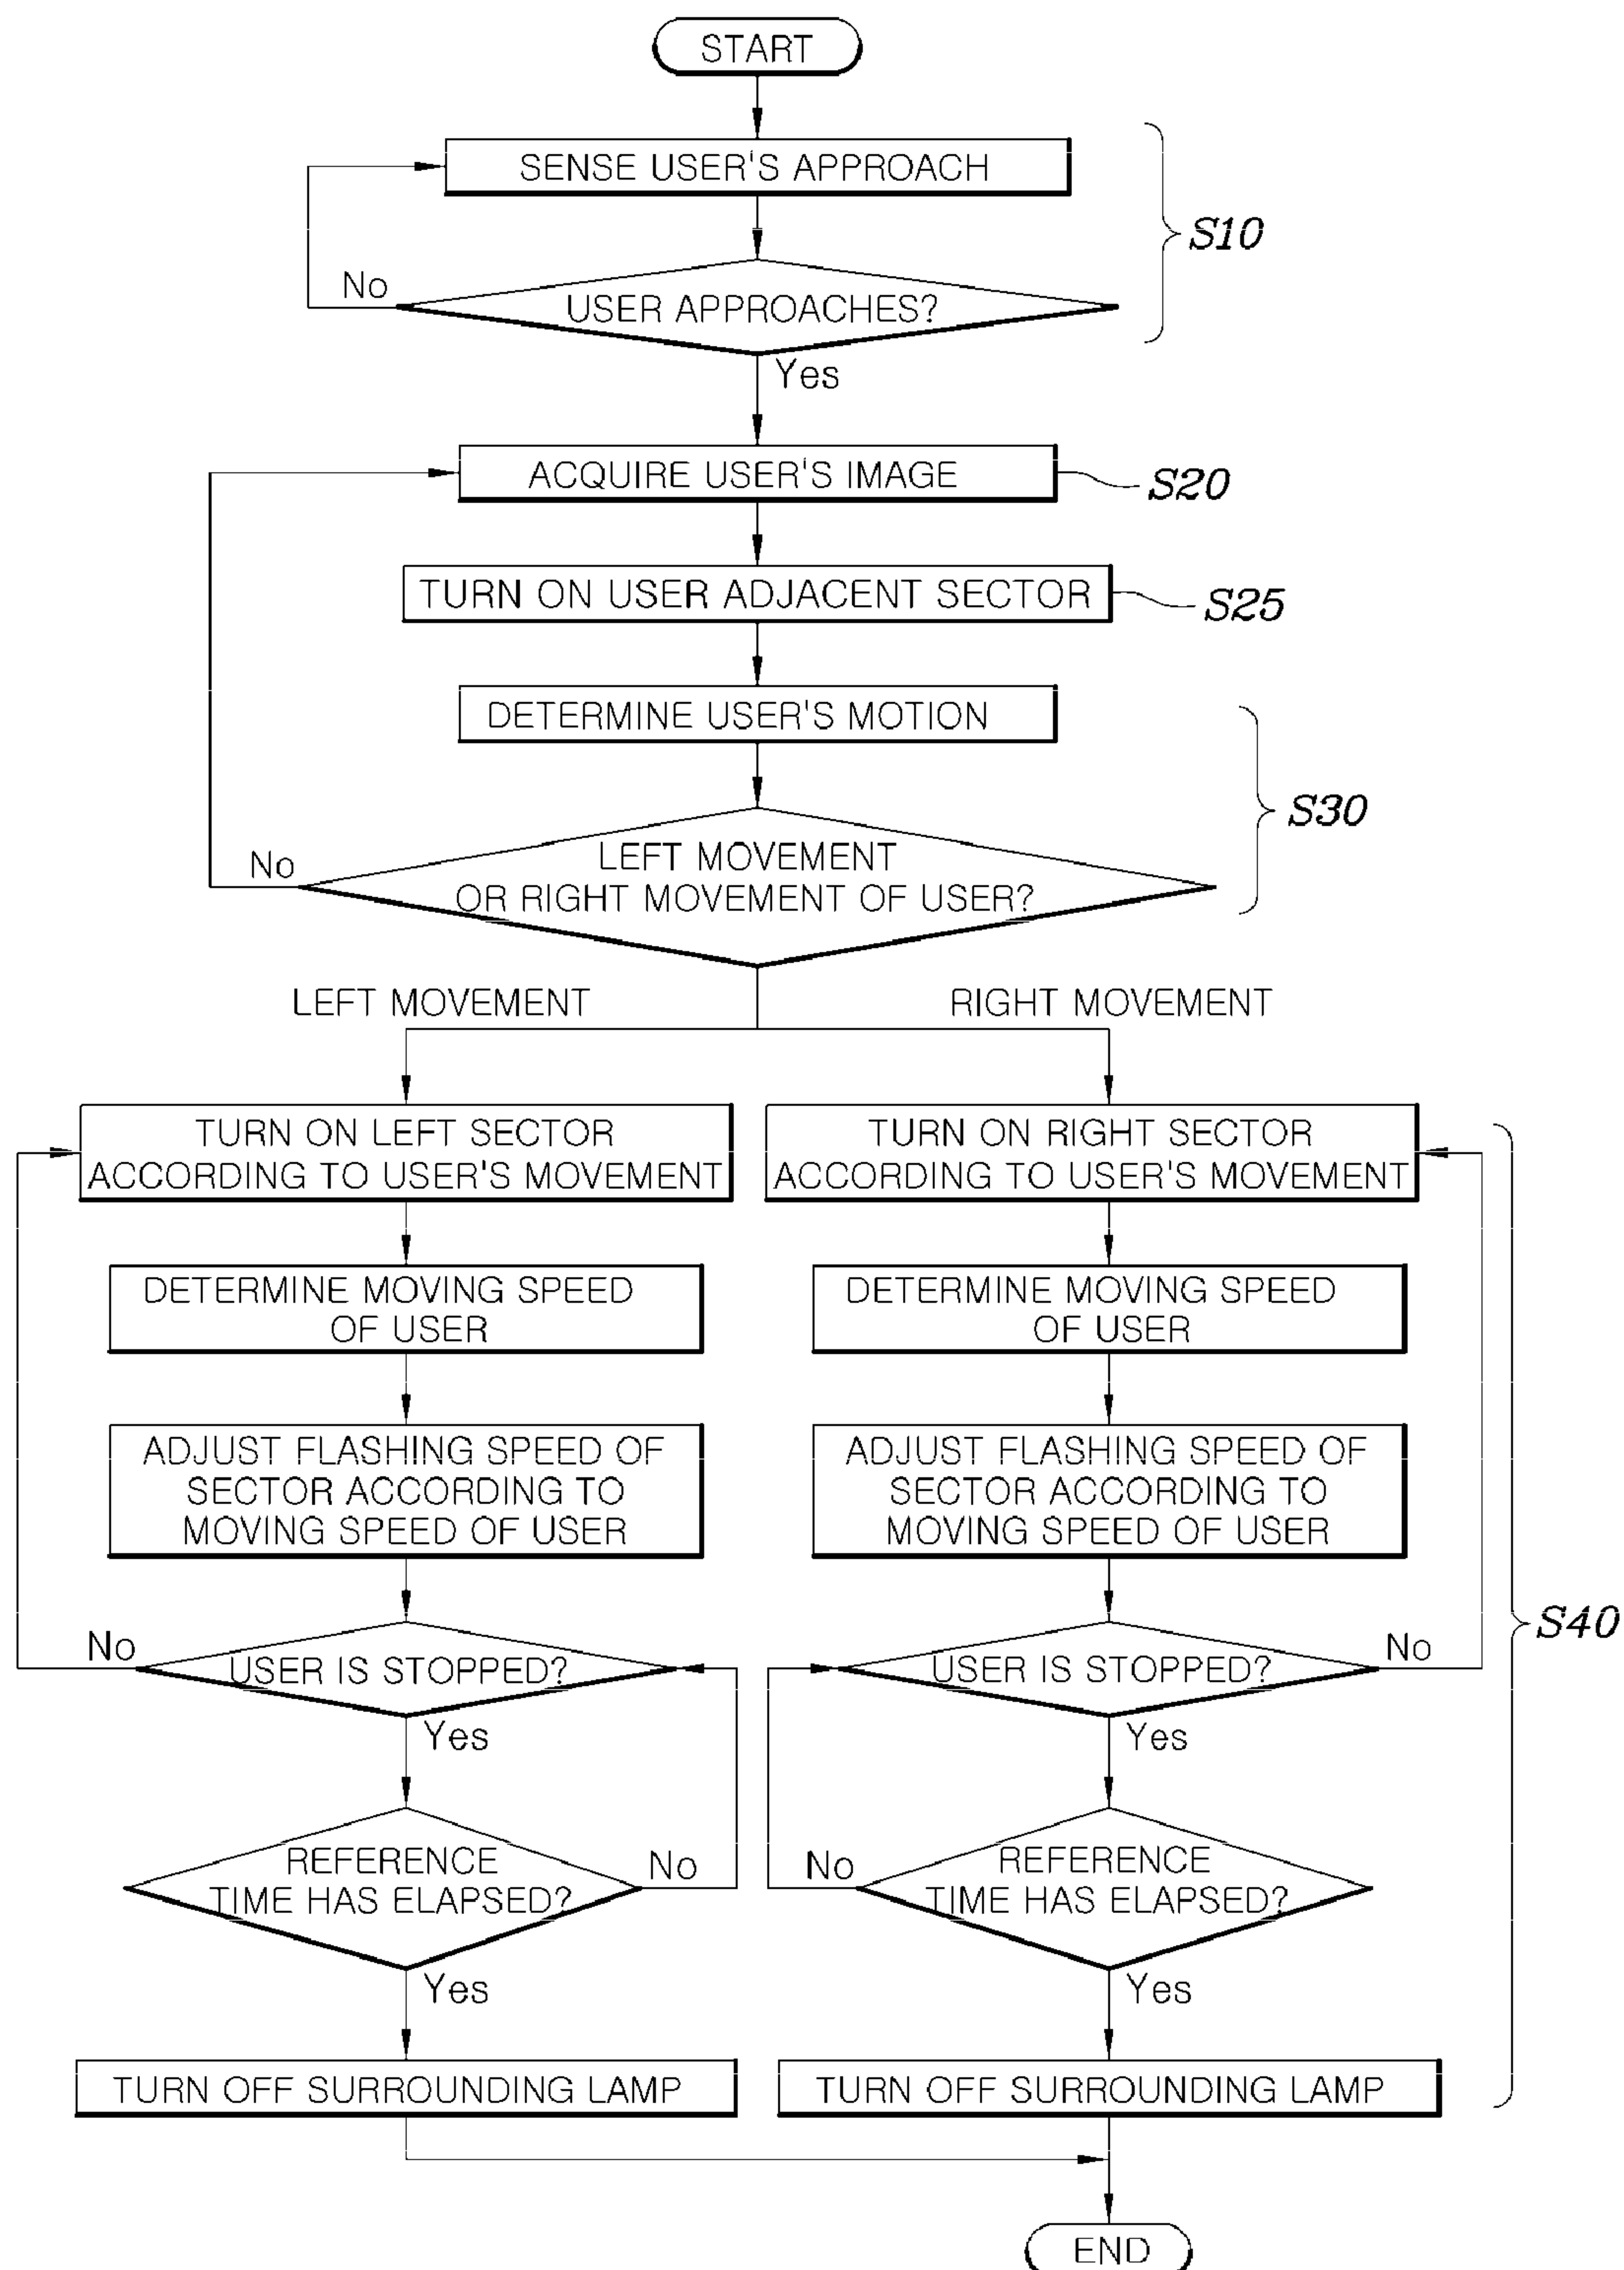 START
SENSE USER'S APPROACH
S10
No
USER APPROACHES?
Yes
ACQUIRE USER'S IMAGE
S20
TURN ON USER ADJACENT SECTOR
S25
DETERMINE USER'S MOTION
S30
No
LEFT MOVEMENT
OR RIGHT MOVEMENT OF USER?
LEFT MOVEMENT
RIGHT MOVEMENT
TURN ON LEFT SECTOR
ACCORDING TO USER'S MOVEMENT
TURN ON RIGHT SECTOR
ACCORDING TO USER'S MOVEMENT
DETERMINE MOVING SPEED
OF USER
DETERMINE MOVING SPEED
OF USER
ADJUST FLASHING SPEED OF
SECTOR ACCORDING TO
MOVING SPEED OF USER
ADJUST FLASHING SPEED OF
SECTOR ACCORDING TO
MOVING SPEED OF USER
S40
No
USER IS STOPPED?
USER IS STOPPED?
No
Yes
Yes
REFERENCE
TIME HAS ELAPSED?
No
No
REFERENCE
TIME HAS ELAPSED?
Yes
Yes
TURN OFF SURROUNDING LAMP
TURN OFF SURROUNDING LAMP
END